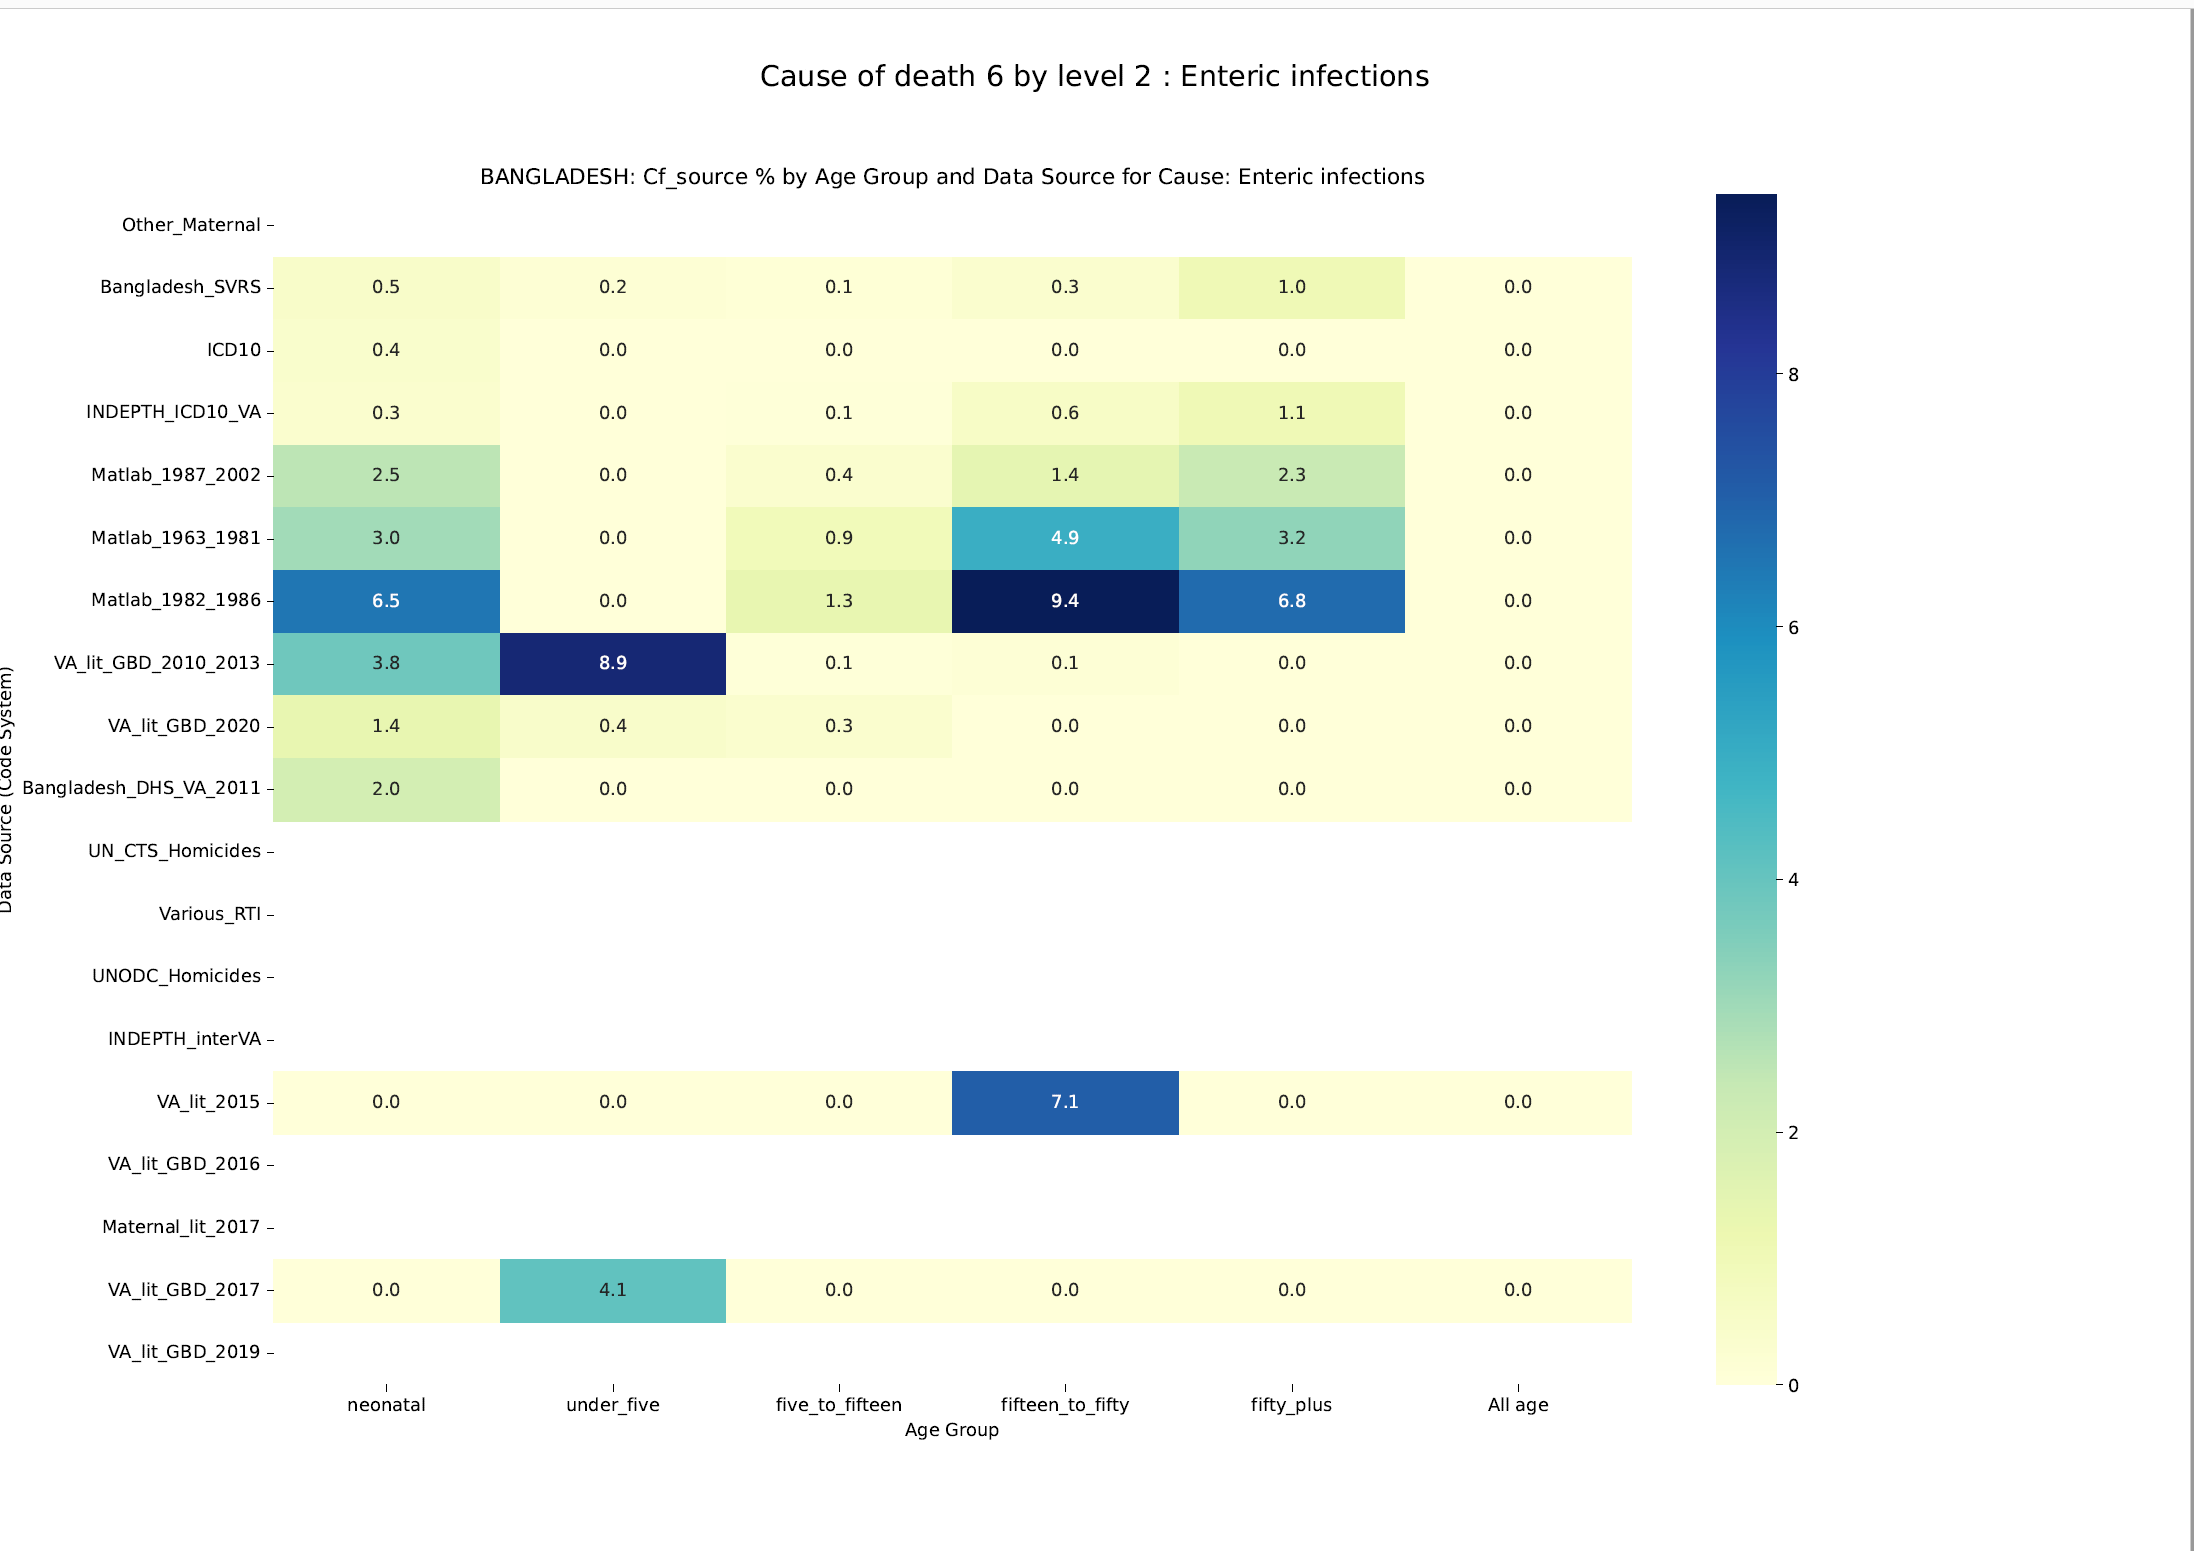 Cause of death 6 by level 2 : Enteric infections
BANGLADESH: Cf_source % by Age Group and Data Source for Cause: Enteric infections
Data Source (Code System)
Other_Maternal
Bangladesh_SVRS 0.5 0.2 0.1 0.3 1.0 0.0
ICD10 0.4 0.0 0.0 0.0 0.0 0.0
INDEPTH_ICD10_VA 0.3 0.0 0.1 0.6 1.1 0.0
Matlab_1987_2002 2.5 0.0 0.4 1.4 2.3 0.0
Matlab_1963_1981 3.0 0.0 0.9 4.9 3.2 0.0
Matlab_1982_1986 6.5 0.0 1.3 9.4 6.8 0.0
VA_lit_GBD_2010_2013 3.8 8.9 0.1 0.1 0.0 0.0
VA_lit_GBD_2020 1.4 0.4 0.3 0.0 0.0 0.0
Bangladesh_DHS_VA_2011 2.0 0.0 0.0 0.0 0.0 0.0
UN_CTS_Homicides
Various_RTI
UNODC_Homicides
INDEPTH_interVA
VA_lit_2015 0.0 0.0 0.0 7.1 0.0 0.0
VA_lit_GBD_2016
Maternal_lit_2017
VA_lit_GBD_2017 0.0 4.1 0.0 0.0 0.0 0.0
VA_lit_GBD_2019
neonatal under_five five_to_fifteen fifteen_to_fifty fifty_plus All age
Age Group
8
6
4
2
0